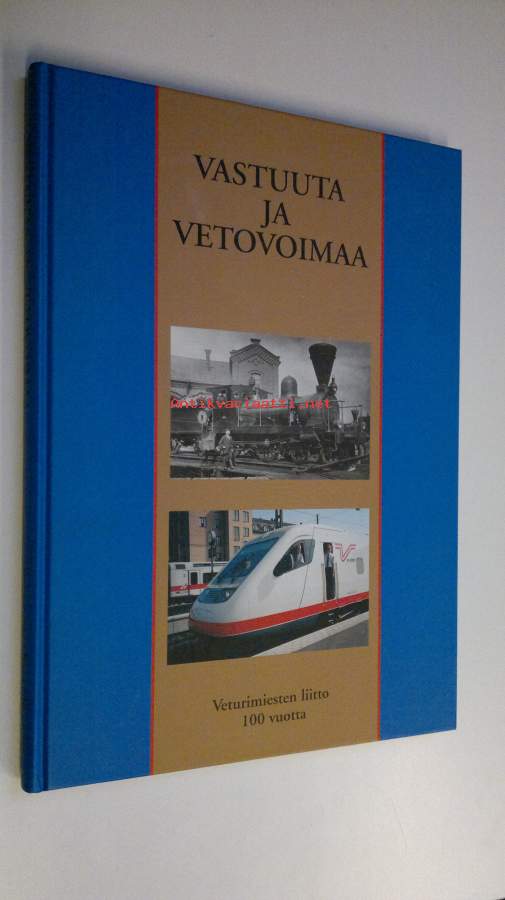 VASTUUTA
JA
VETOVOIMAA
Antikvariaatti.net
Veturimiesten liitto
100 vuotta